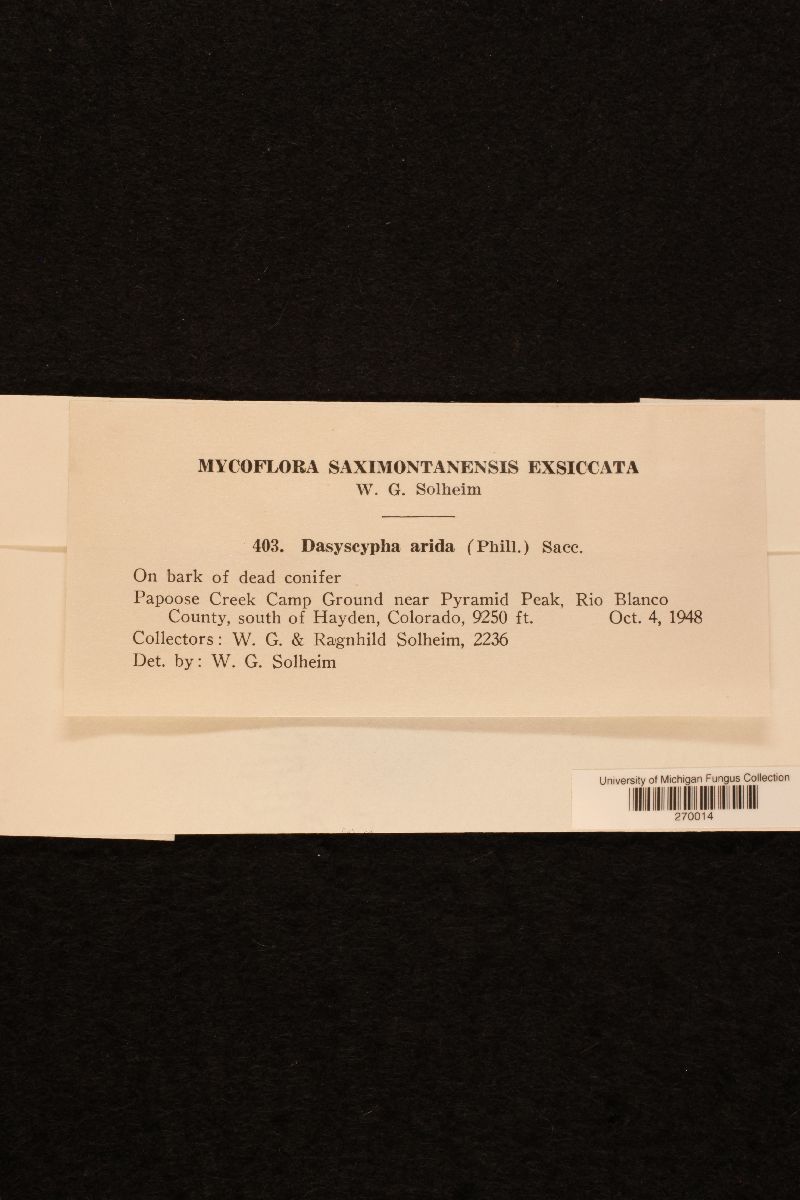 MYCOFLORA SAXIMONTANENSIS EXSICCATA
W. G. Solheim
403. Dasyscypha arida (Phill.) Sacc.
On bark of dead conifer
Papoose Creek Camp Ground near Pyramid Peak, Rio Blanco
County, south of Hayden, Colorado, 9250 ft. Oct. 4, 1948
Collectors: W. G. & Ragnhild Solheim, 2236
Det. by: W. G. Solheim
University of Michigan Fungus Collection
270014